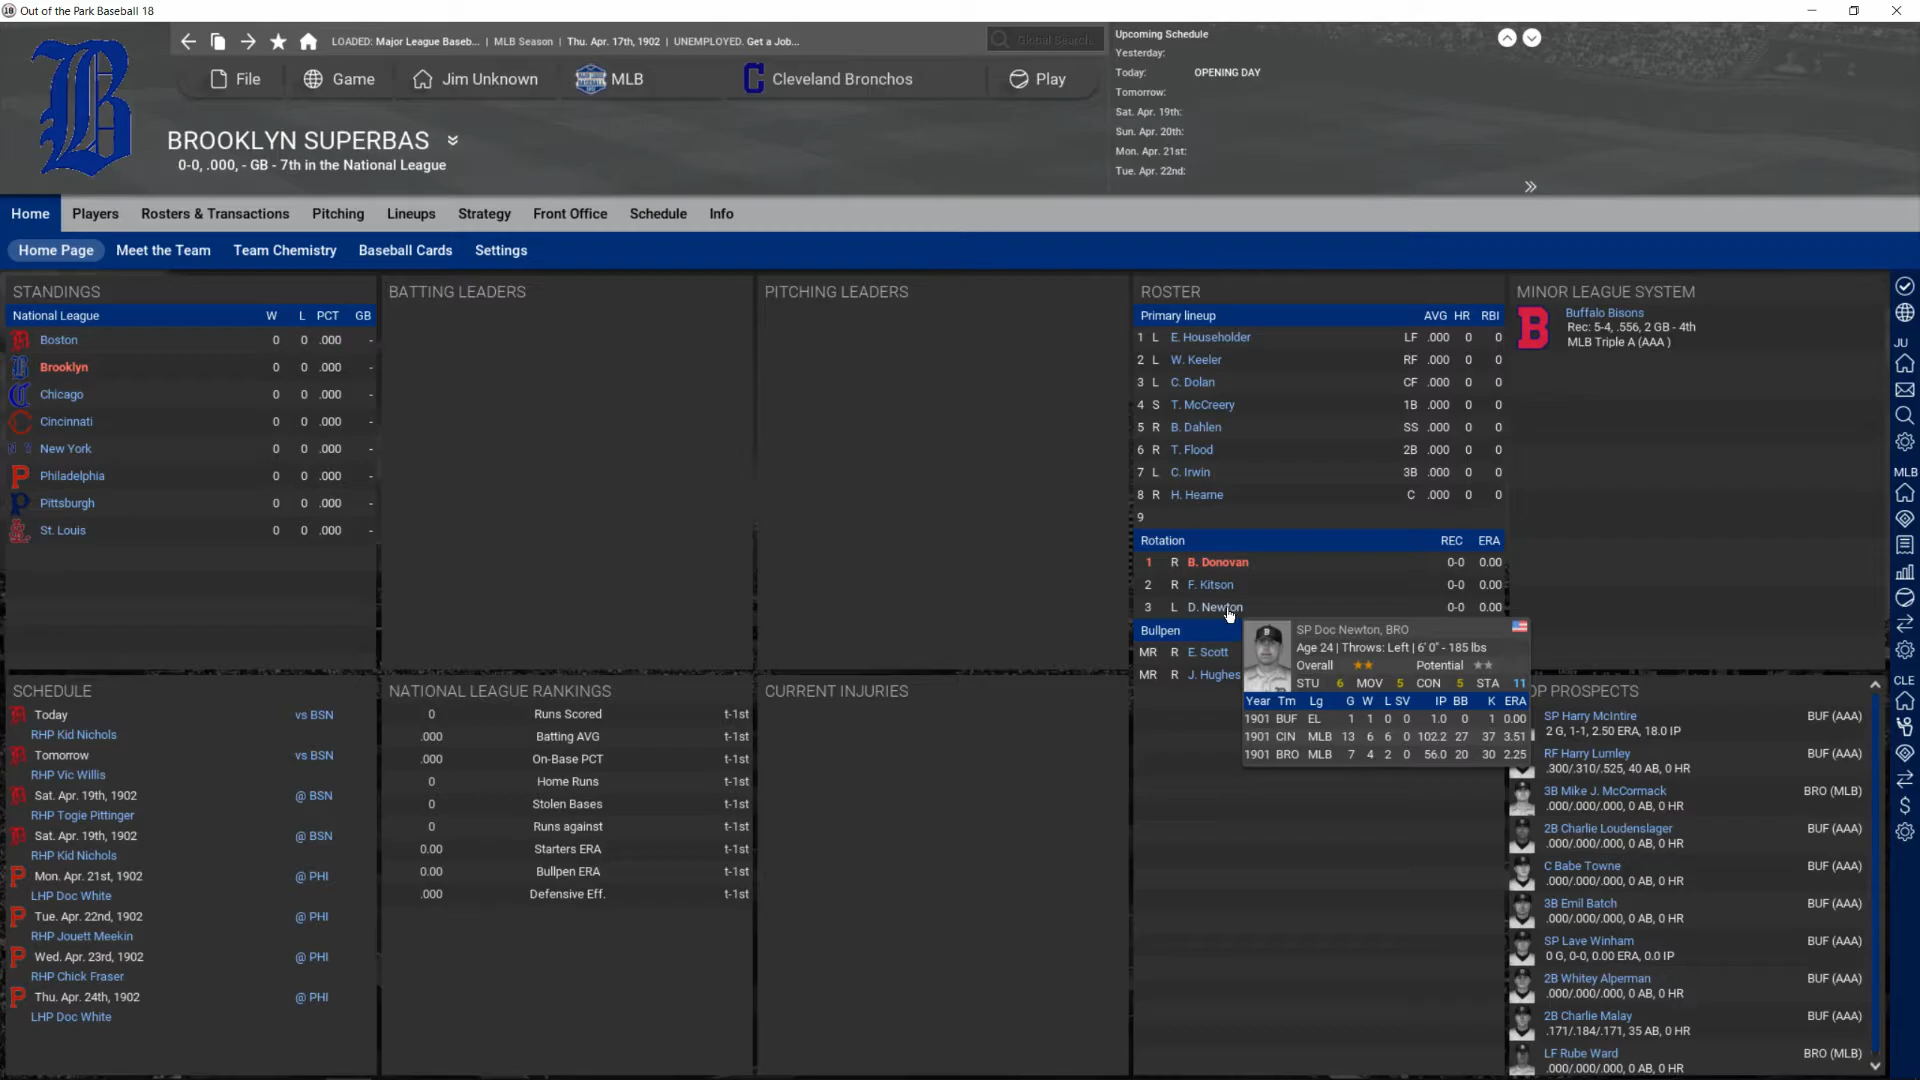 Out of the Park Baseball 18
LOADED: Major League Baseb... | MLB Season | Thu. Apr. 17th, 1902 | UNEMPLOYED. Get a Job...
Global Search...
File Game Jim Unknown MLB Cleveland Bronchos Play
Upcoming Schedule
Yesterday:
Today: OPENING DAY
Tomorrow:
Sat. Apr. 19th:
Sun. Apr. 20th:
Mon. Apr. 21st:
Tue. Apr. 22nd:
BROOKLYN SUPERBAS
0-0, .000, - GB - 7th in the National League
Home Players Rosters & Transactions Pitching Lineups Strategy Front Office Schedule Info
Home Page Meet the Team Team Chemistry Baseball Cards Settings
STANDINGS
National League W L PCT GB
Boston 0 0 .000 -
Brooklyn 0 0 .000 -
Chicago 0 0 .000 -
Cincinnati 0 0 .000 -
New York 0 0 .000 -
Philadelphia 0 0 .000 -
Pittsburgh 0 0 .000 -
St. Louis 0 0 .000 -
BATTING LEADERS
PITCHING LEADERS
ROSTER
Primary lineup AVG HR RBI
1 L E. Householder LF .000 0 0
2 L W. Keeler RF .000 0 0
3 L C. Dolan CF .000 0 0
4 S T. McCreery 1B .000 0 0
5 R B. Dahlen SS .000 0 0
6 R T. Flood 2B .000 0 0
7 L C. Irwin 3B .000 0 0
8 R H. Hearne C .000 0 0
9
Rotation REC ERA
1 R B. Donovan 0-0 0.00
2 R F. Kitson 0-0 0.00
3 L D. Newton 0-0 0.00
Bullpen
MR R E. Scott
MR R J. Hughes
SP Doc Newton, BRO
Age 24 | Throws: Left | 6' 0" - 185 lbs
Overall Potential
STU 6 MOV 5 CON 5 STA 11
Year Tm Lg G W L SV IP BB K ERA
1901 BUF EL 1 1 0 0 1.0 0 1 0.00
1901 CIN MLB 13 6 6 0 102.2 27 37 3.51
1901 BRO MLB 7 4 2 0 56.0 20 30 2.25
MINOR LEAGUE SYSTEM
Buffalo Bisons
Rec: 5-4, .556, 2 GB - 4th
MLB Triple A (AAA )
SCHEDULE
Today vs BSN
RHP Kid Nichols
Tomorrow vs BSN
RHP Vic Willis
Sat. Apr. 19th, 1902 @ BSN
RHP Togie Pittinger
Sat. Apr. 19th, 1902 @ BSN
RHP Kid Nichols
Mon. Apr. 21st, 1902 @ PHI
LHP Doc White
Tue. Apr. 22nd, 1902 @ PHI
RHP Jouett Meekin
Wed. Apr. 23rd, 1902 @ PHI
RHP Chick Fraser
Thu. Apr. 24th, 1902 @ PHI
LHP Doc White
NATIONAL LEAGUE RANKINGS
0 Runs Scored t-1st
.000 Batting AVG t-1st
.000 On-Base PCT t-1st
0 Home Runs t-1st
0 Stolen Bases t-1st
0 Runs against t-1st
0.00 Starters ERA t-1st
0.00 Bullpen ERA t-1st
.000 Defensive Eff. t-1st
CURRENT INJURIES
OP PROSPECTS
SP Harry McIntire BUF (AAA)
2 G, 1-1, 2.50 ERA, 18.0 IP
RF Harry Lumley BUF (AAA)
.300/.310/.525, 40 AB, 0 HR
3B Mike J. McCormack BRO (MLB)
.000/.000/.000, 0 AB, 0 HR
2B Charlie Loudenslager BUF (AAA)
.000/.000/.000, 0 AB, 0 HR
C Babe Towne BUF (AAA)
.000/.000/.000, 0 AB, 0 HR
3B Emil Batch BUF (AAA)
.000/.000/.000, 0 AB, 0 HR
SP Lave Winham BUF (AAA)
0 G, 0-0, 0.00 ERA, 0.0 IP
2B Whitey Alperman BUF (AAA)
.000/.000/.000, 0 AB, 0 HR
2B Charlie Malay BUF (AAA)
.171/.184/.171, 35 AB, 0 HR
LF Rube Ward BRO (MLB)
.000/.000/.000, 0 AB, 0 HR
JU
MLB
CLE